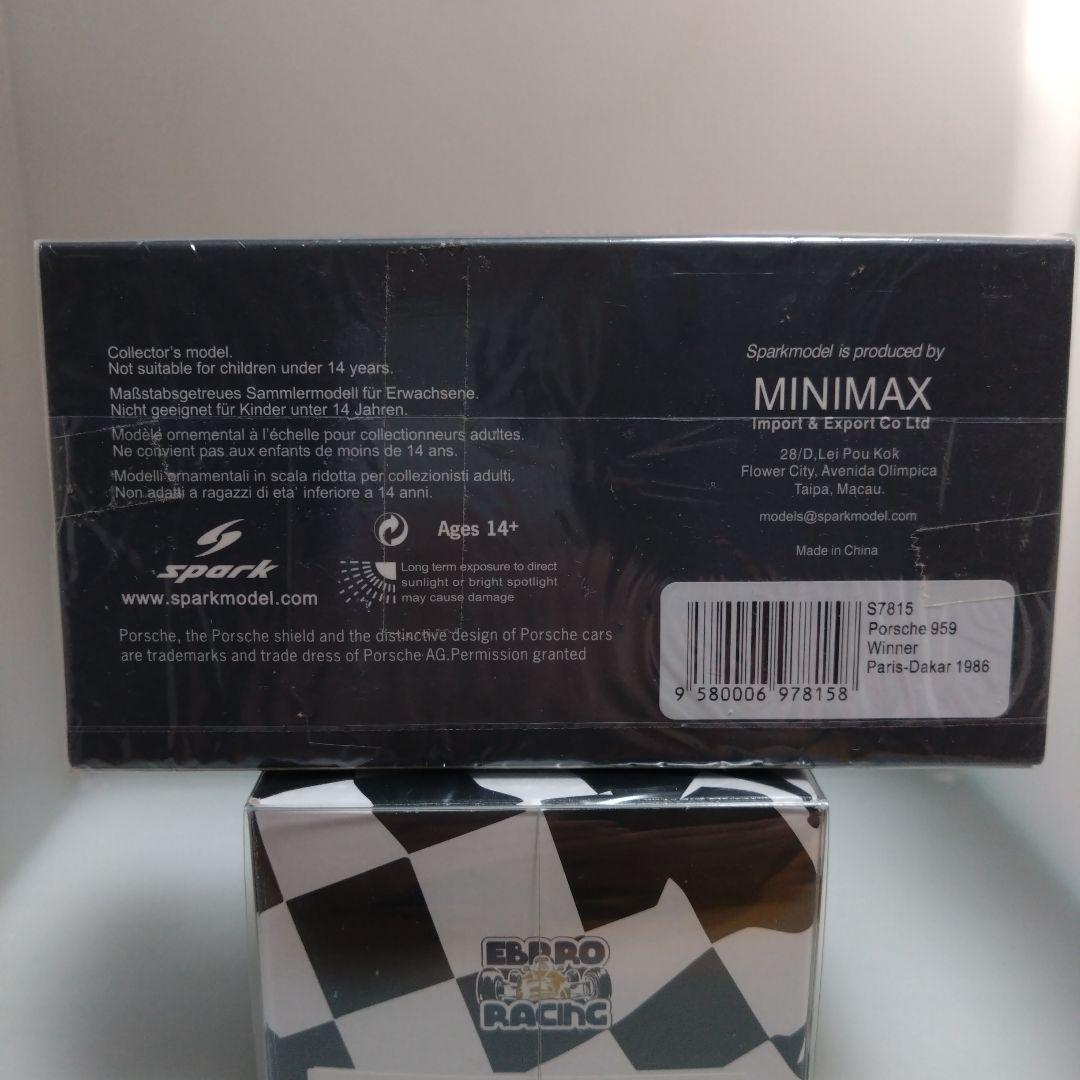 Collector's model.
Not suitable for children under 14 years.
Maßstabsgetreues Sammlermodell für Erwachsene.
Nicht geeignet für Kinder unter 14 Jahren.
Modèle ornemental à l'échelle pour collectionneurs adultes.
Ne convient pas aux enfants de moins de 14 ans.
Modelli ornamentali in scala ridotta per collezionisti adulti.
Non adatti a ragazzi di eta' inferiore a 14 anni.
Ages 14+
spark
www.sparkmodel.com
Long term exposure to direct
sunlight or bright spotlight
may cause damage
Porsche, the Porsche shield and the distinctive design of Porsche cars
are trademarks and trade dress of Porsche AG.Permission granted
Sparkmodel is produced by
MINIMAX
Import & Export Co Ltd
28/D,Lei Pou Kok
Flower City, Avenida Olimpica
Taipa, Macau.
models@sparkmodel.com
Made in China
S7815
Porsche 959
Winner
Paris-Dakar 1986
9 580006 978158
EBBRO
RACING